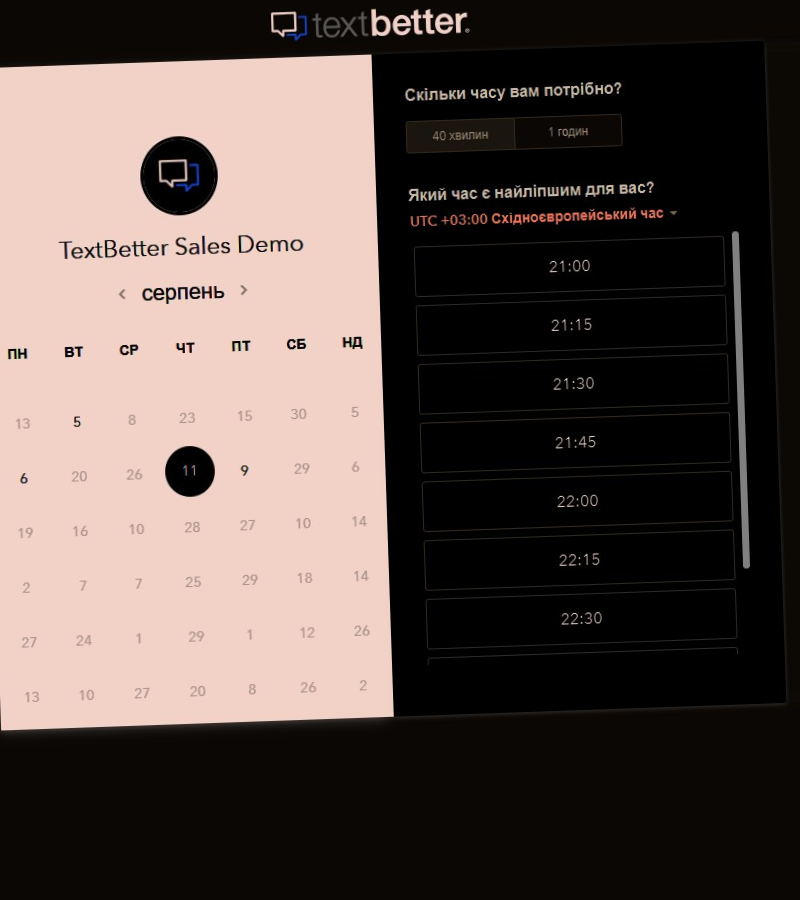 textbetter.
TextBetter Sales Demo
серпень
ПН ВТ СР ЧТ ПТ СБ НД
13 5 8 23 15 30 5
6 20 26 11 9 29 6
19 16 10 28 27 10 14
2 7 7 25 29 18 14
27 24 1 29 1 12 26
13 10 27 20 8 26 2
Скільки часу вам потрібно?
40 хвилин 1 годин
Який час є найліпшим для вас?
UTC +03:00 Східноєвропейський час
21:00
21:15
21:30
21:45
22:00
22:15
22:30